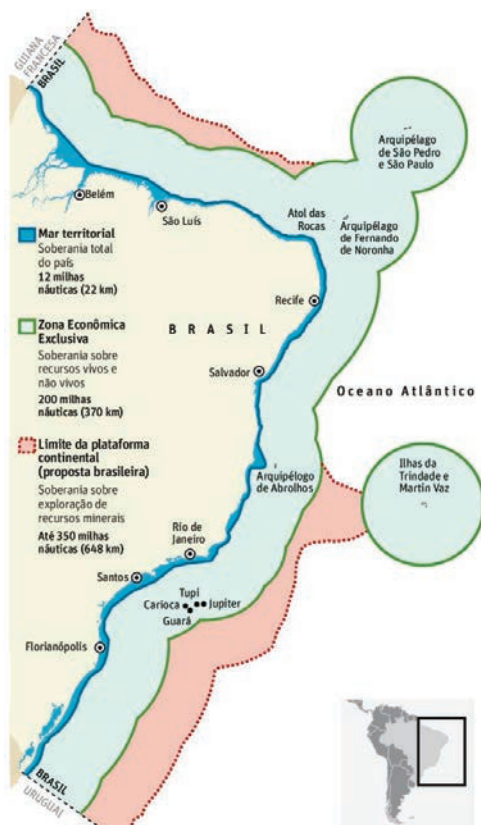 GUIANA
FRANCESA
BRASIL
Arquipélago
de São Pedro
e São Paulo
Belém
São Luís
Atol das
Rocas
Arquipélago
de Fernando
de Noronha
Mar territorial
Soberania total
do país
12 milhas
náuticas (22 km)
Recife
BRASIL
Zona Econômica
Exclusiva
Soberania sobre
recursos vivos e
não vivos
200 milhas
náuticas (370 km)
Salvador
Oceano Atlântico
Limite da plataforma
continental
(proposta brasileira)
Soberania sobre
exploração de
recursos minerais
Até 350 milhas
náuticas (648 km)
Arquipélogo
de Abrolhos
Ilhas da
Trindade e
Martin Vaz
Rio de
Janeiro
Santos
Tupi
Carioca
Jupiter
Guará
Florianópolis
BRASIL
URUGUAI